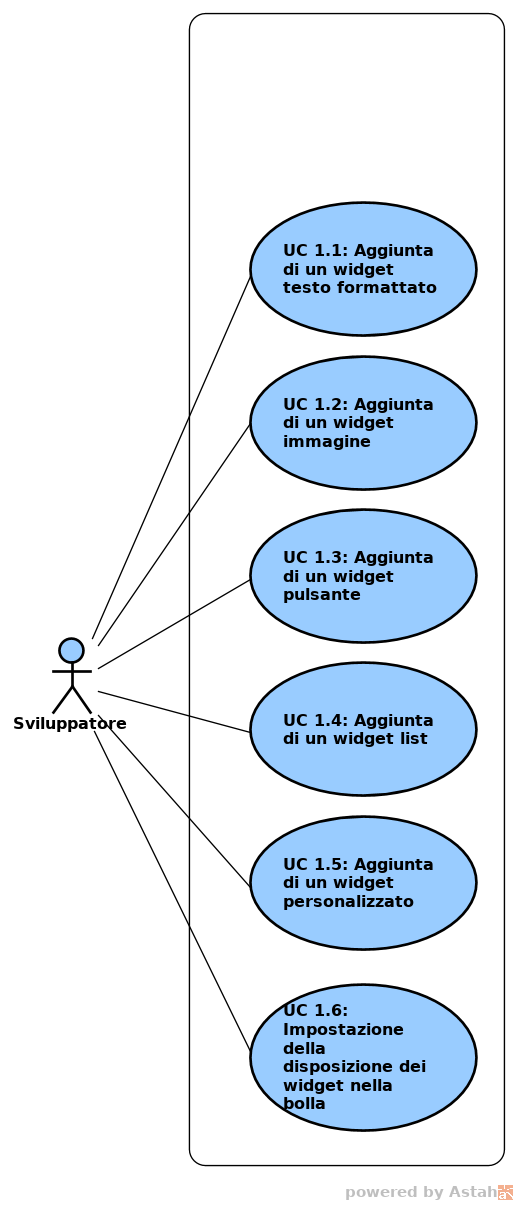 UC 1.1: Aggiunta
di un widget
testo formattato
UC 1.2: Aggiunta
di un widget
immagine
UC 1.3: Aggiunta
di un widget
pulsante
Sviluppatore
UC 1.4: Aggiunta
di un widget list
UC 1.5: Aggiunta
di un widget
personalizzato
UC 1.6:
Impostazione
della
disposizione dei
widget nella
bolla
powered by Astah